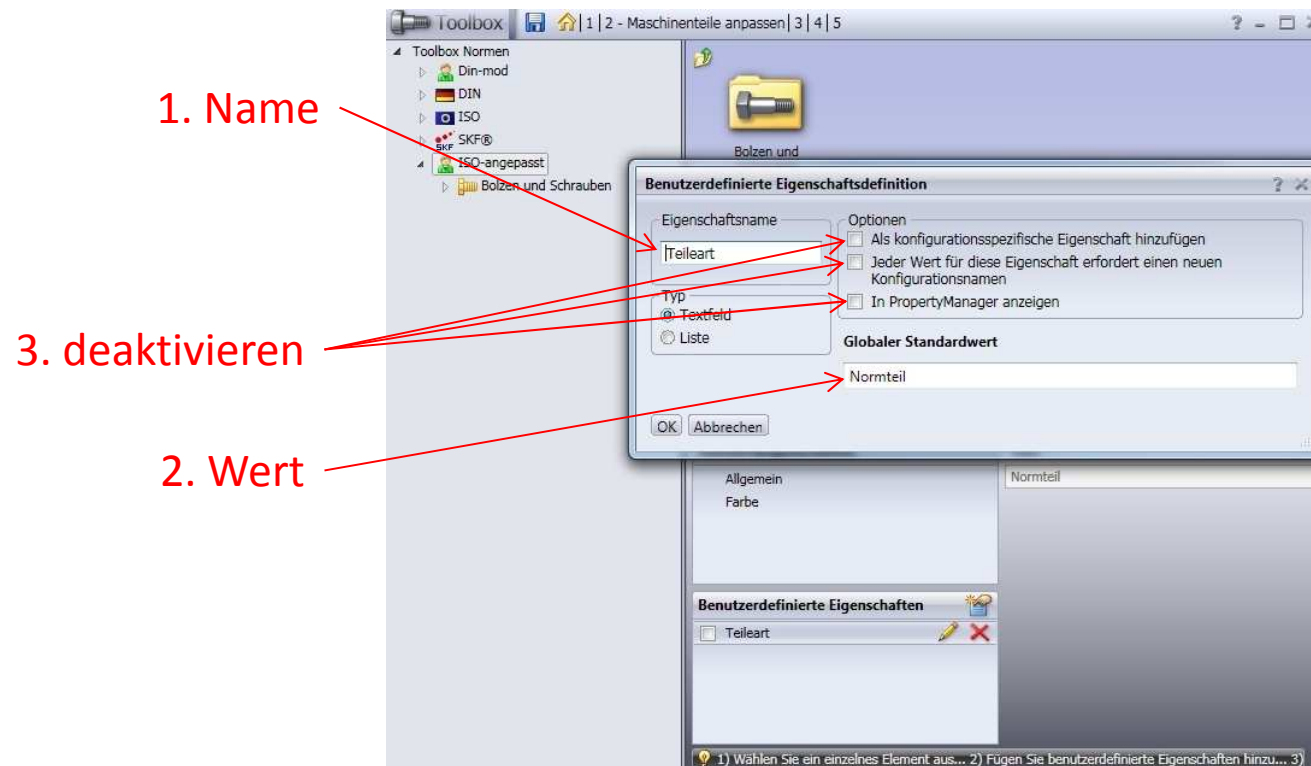 Toolbox 1 | 2 - Maschinenteile anpassen | 3 | 4 | 5
Toolbox Normen
Din-mod
DIN
ISO
SKF SKF®
ISO-angepasst
Bolzen und Schrauben
Bolzen und
1. Name
3. deaktivieren
2. Wert
Benutzerdefinierte Eigenschaftsdefinition
Eigenschaftsname
Teileart
Typ
Textfeld
Liste
Optionen
Als konfigurationsspezifische Eigenschaft hinzufügen
Jeder Wert für diese Eigenschaft erfordert einen neuen
Konfigurationsnamen
In PropertyManager anzeigen
Globaler Standardwert
Normteil
OK Abbrechen
Allgemein
Farbe
Normteil
Benutzerdefinierte Eigenschaften
Teileart
1) Wählen Sie ein einzelnes Element aus... 2) Fügen Sie benutzerdefinierte Eigenschaften hinzu... 3)